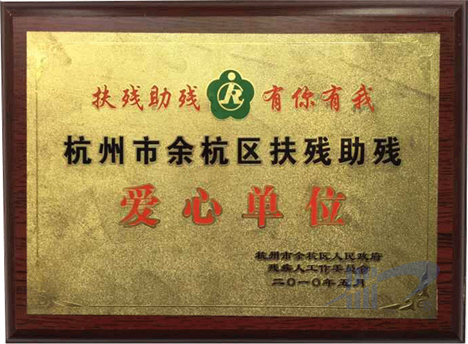 扶残助残 有你有我
杭州市余杭区扶残助残
爱心单位
杭州市余杭区人民政府
残疾人工作委员会
二〇一〇年五月